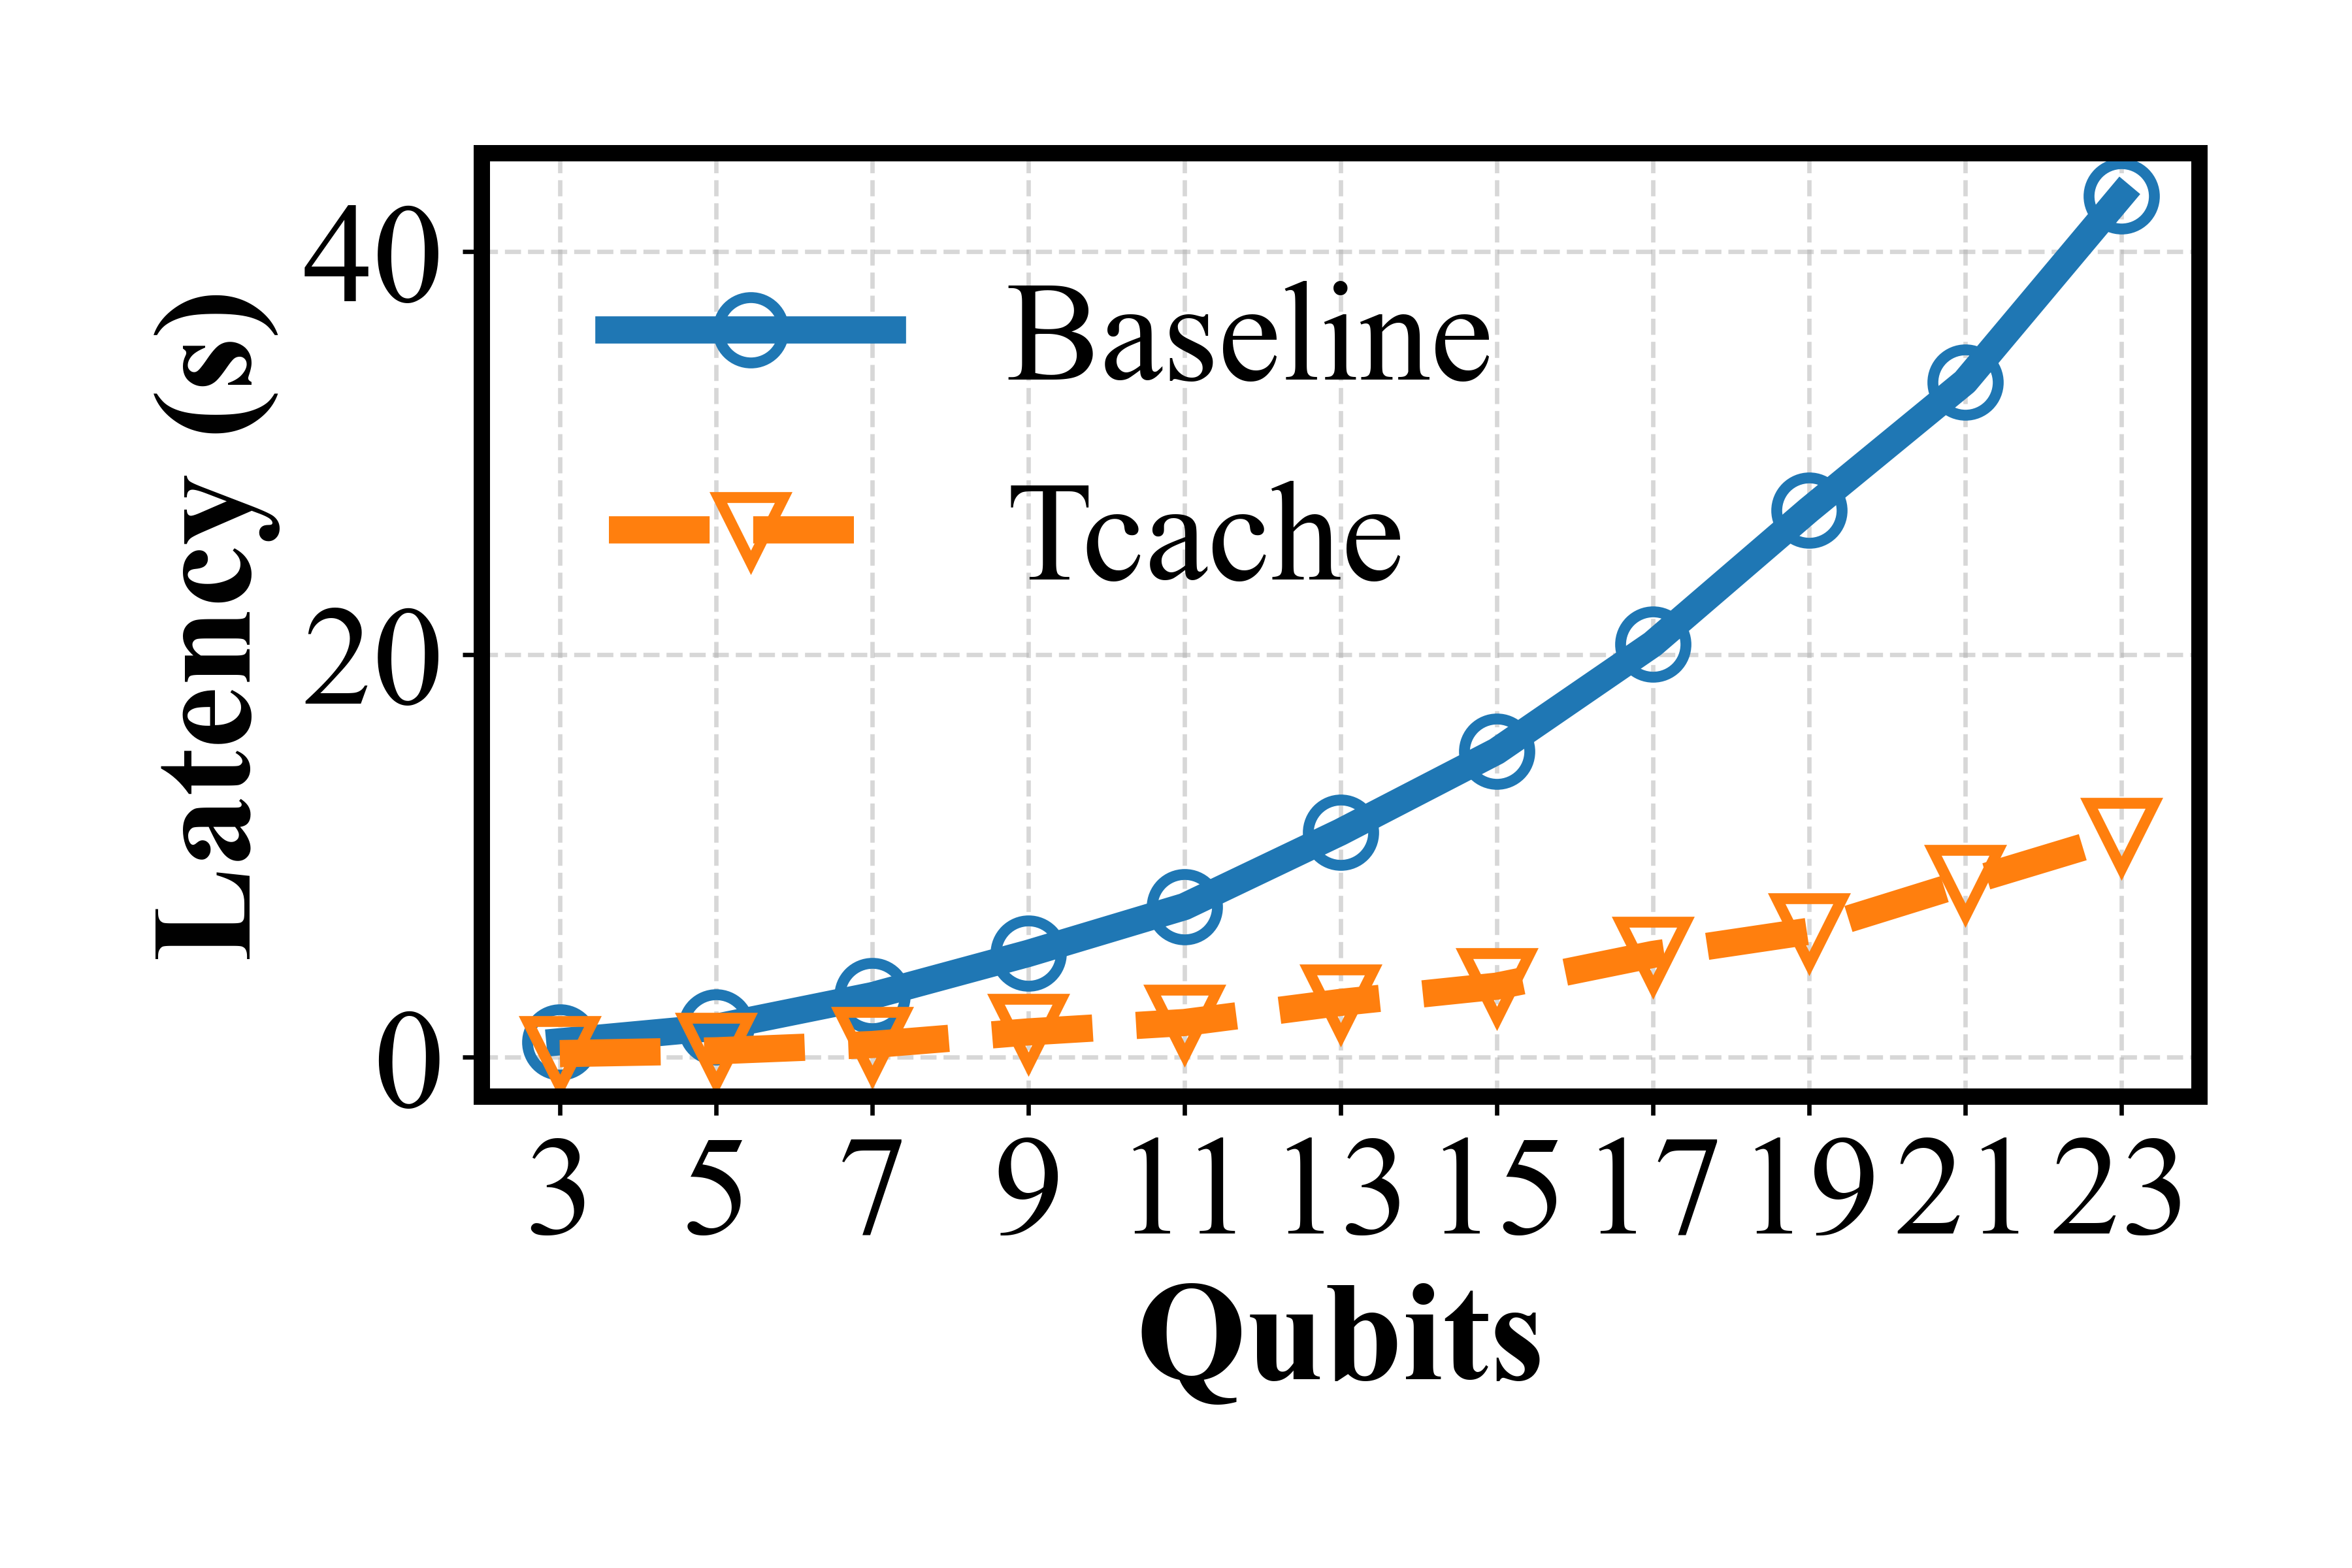 Latency (s)
40
20
0
Baseline
Tcache
3 5 7 9 11 13 15 17 19 21 23
Qubits